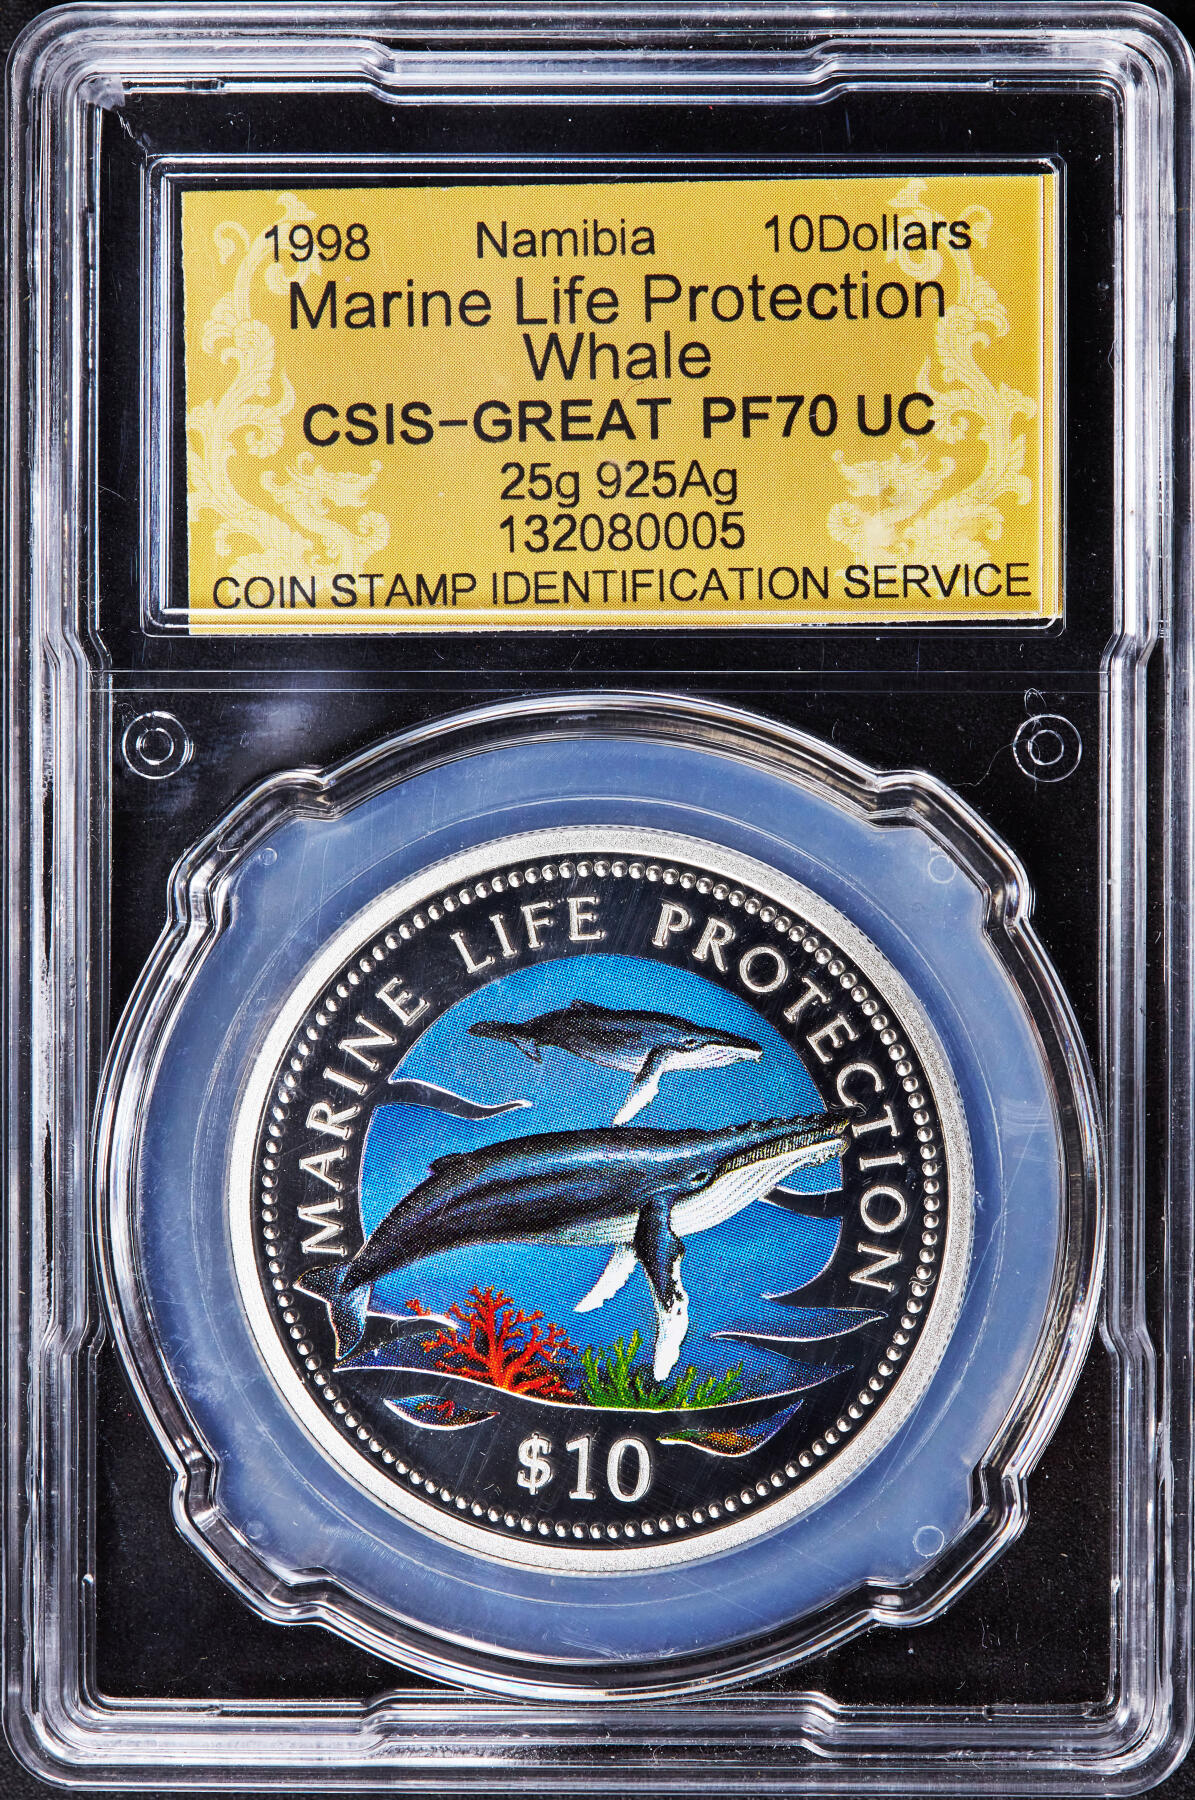 1998 Namibia 10Dollars
Marine Life Protection
Whale
CSIS-GREAT PF70 UC
25g 925Ag
132080005
COIN STAMP IDENTIFICATION SERVICE
MARINE LIFE PROTECTION
$10